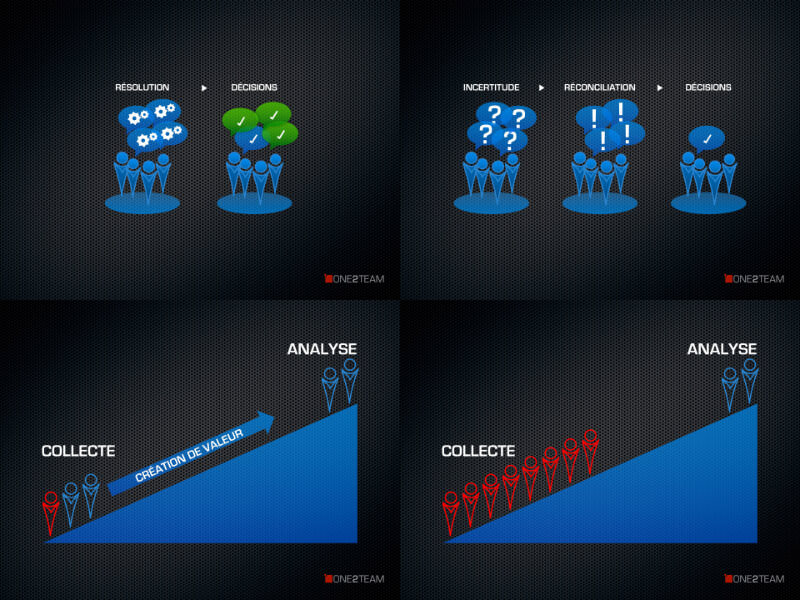 RÉSOLUTION
DÉCISIONS
ONE2TEAM
INCERTITUDE
RÉCONCILIATION
DÉCISIONS
? ? ? ?
! ! ! !
ONE2TEAM
ANALYSE
CRÉATION DE VALEUR
COLLECTE
ONE2TEAM
ANALYSE
COLLECTE
ONE2TEAM